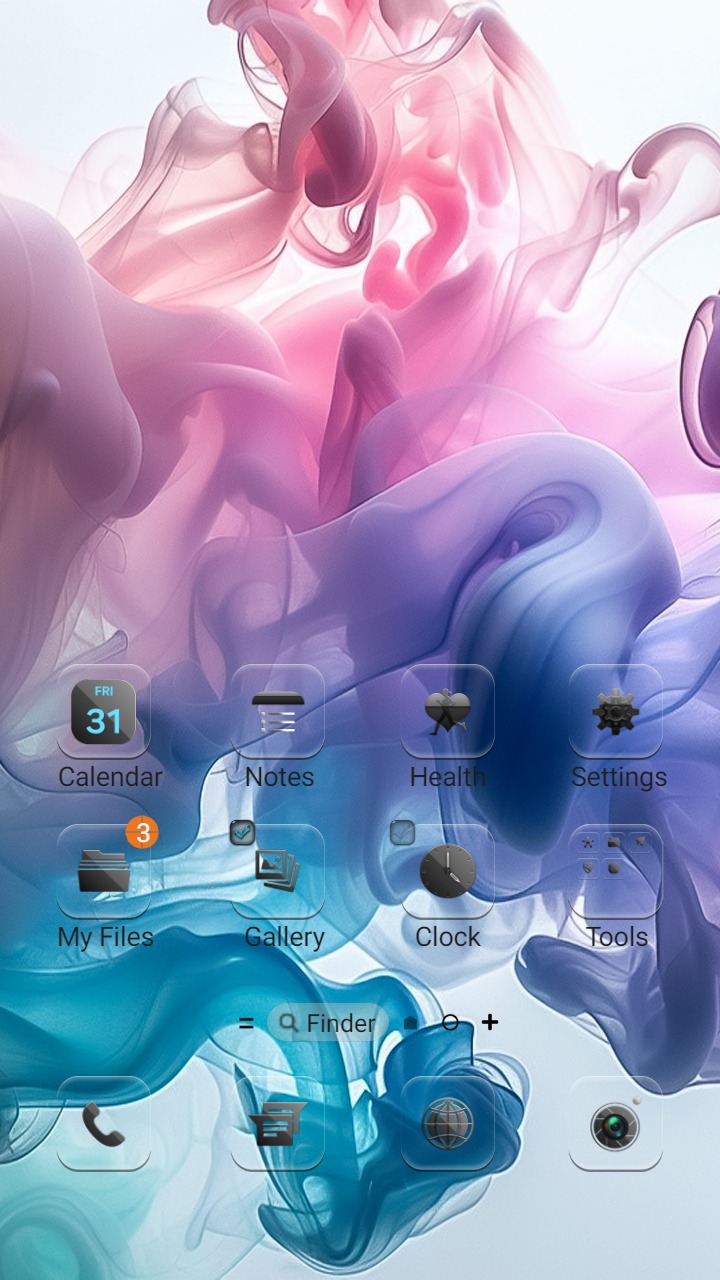 FRI
31
Calendar
Notes
Health
Settings
3
My Files
Gallery
Clock
Tools
Finder